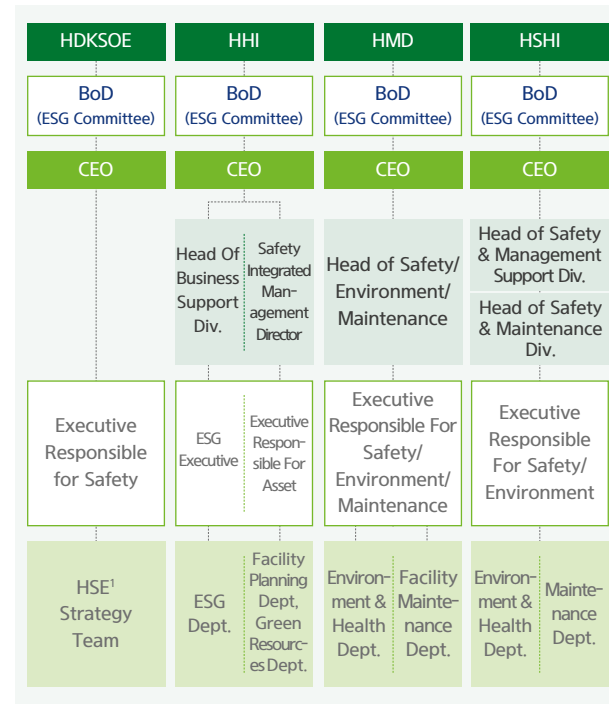 HDKSOE
BoD
(ESG Committee)
CEO
Executive
Responsible
for Safety
HSE¹
Strategy
Team
HHI
BoD
(ESG Committee)
CEO
Head Of
Business
Support
Div.
Safety
Integrated
Man-
agement
Director
ESG
Executive
Executive
Respon-
sible For
Asset
ESG
Dept.
Facility
Planning
Dept,
Green
Resourc-
es Dept.
HMD
BoD
(ESG Committee)
CEO
Head of Safety/
Environment/
Maintenance
Executive
Responsible For
Safety/
Environment/
Maintenance
Environ-
ment &
Health
Dept.
Facility
Mainte-
nance
Dept.
HSHI
BoD
(ESG Committee)
CEO
Head of Safety
& Management
Support Div.
Head of Safety
& Maintenance
Div.
Executive
Responsible
For Safety/
Environment
Environ-
ment &
Health
Dept.
Mainte-
nance
Dept.